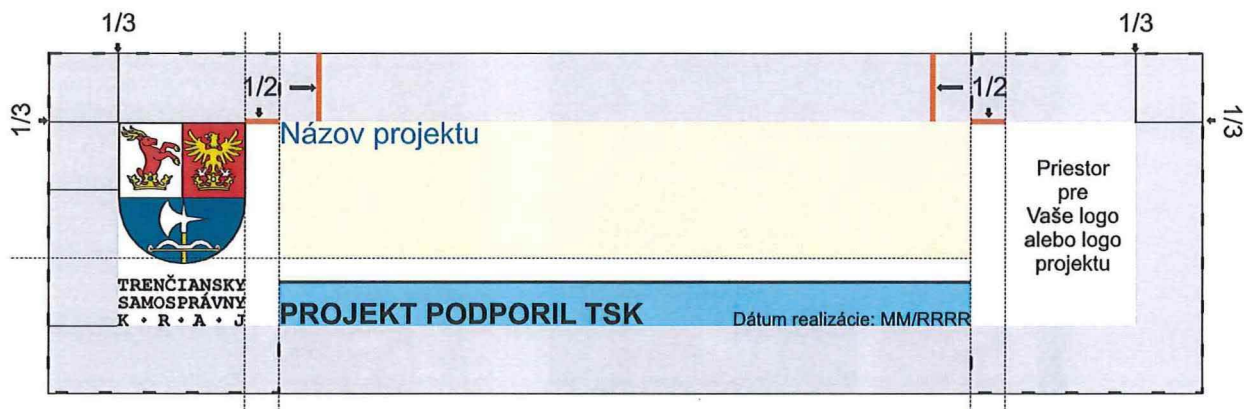 1/3
1/3
1/2
1/2
1/3
1/3
Názov projektu
Priestor
pre
Vaše logo
alebo logo
projektu
TRENČIANSKY
SAMOSPRÁVNY
K • R • A • J
PROJEKT PODPORIL TSK
Dátum realizácie: MM/RRRR